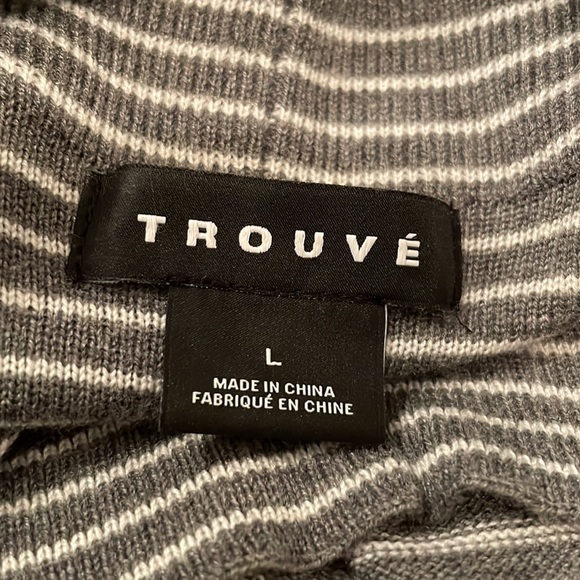 TROUVÉ
L
MADE IN CHINA
FABRIQUÉ EN CHINE